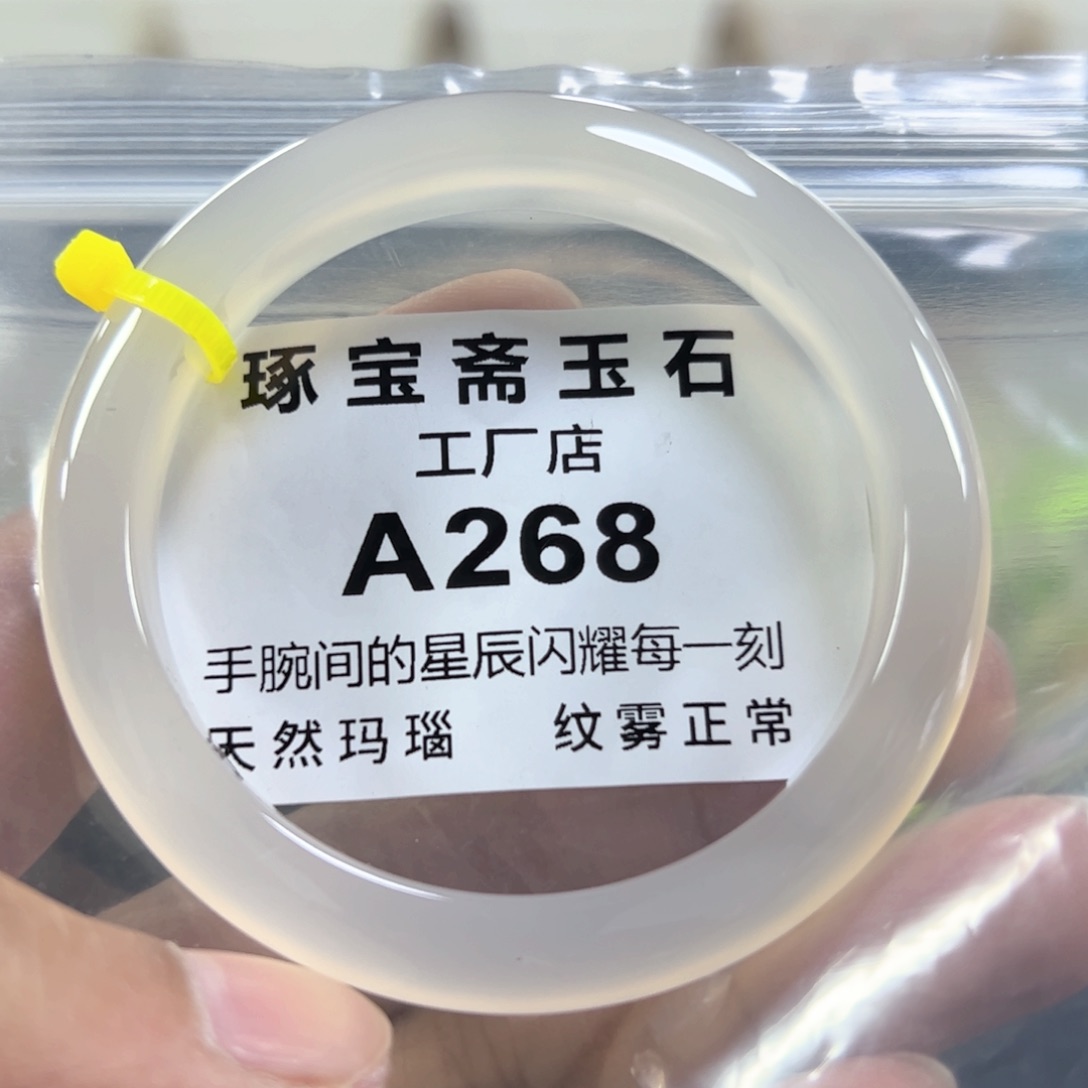 琢宝斋玉石
工厂店
A268
手腕间的星辰闪耀每一刻
天然玛瑙 纹雾正常